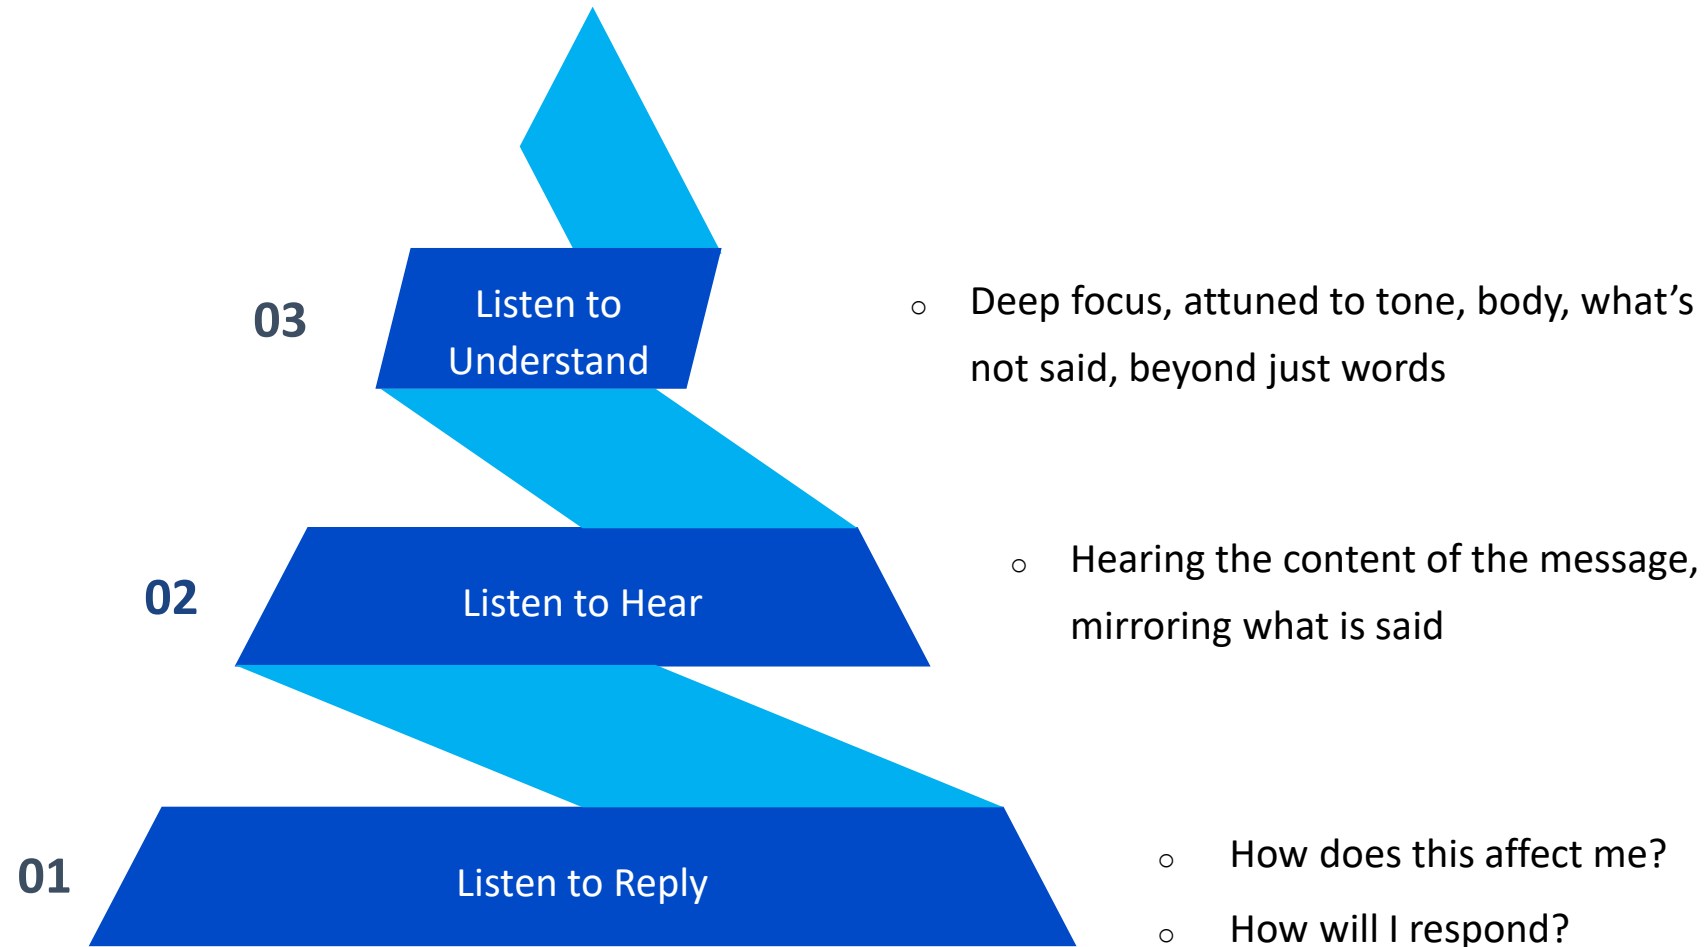 03
Listen to
Understand
○ Deep focus, attuned to tone, body, what’s
not said, beyond just words
02
Listen to Hear
○ Hearing the content of the message,
mirroring what is said
01
Listen to Reply
○ How does this affect me?
○ How will I respond?